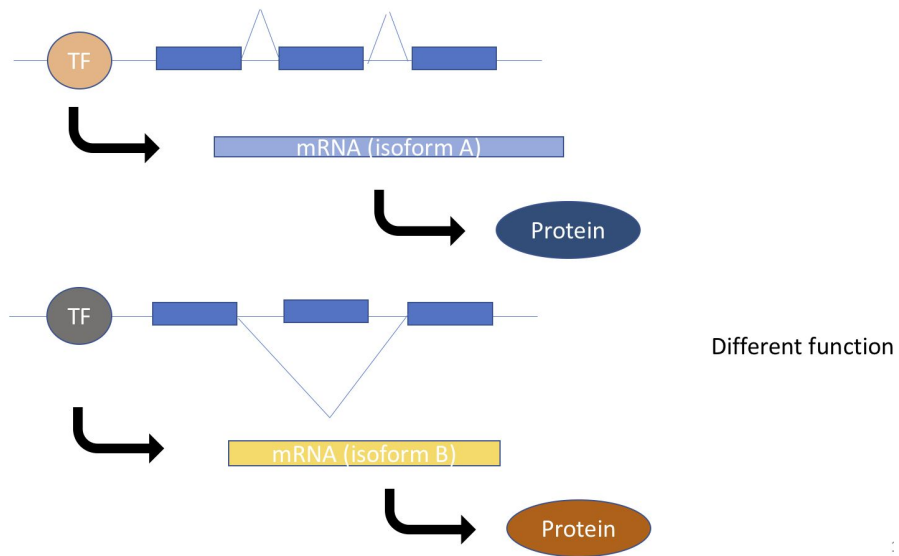 TF
mRNA (isoform A)
Protein
TF
Different function
mRNA (isoform B)
Protein